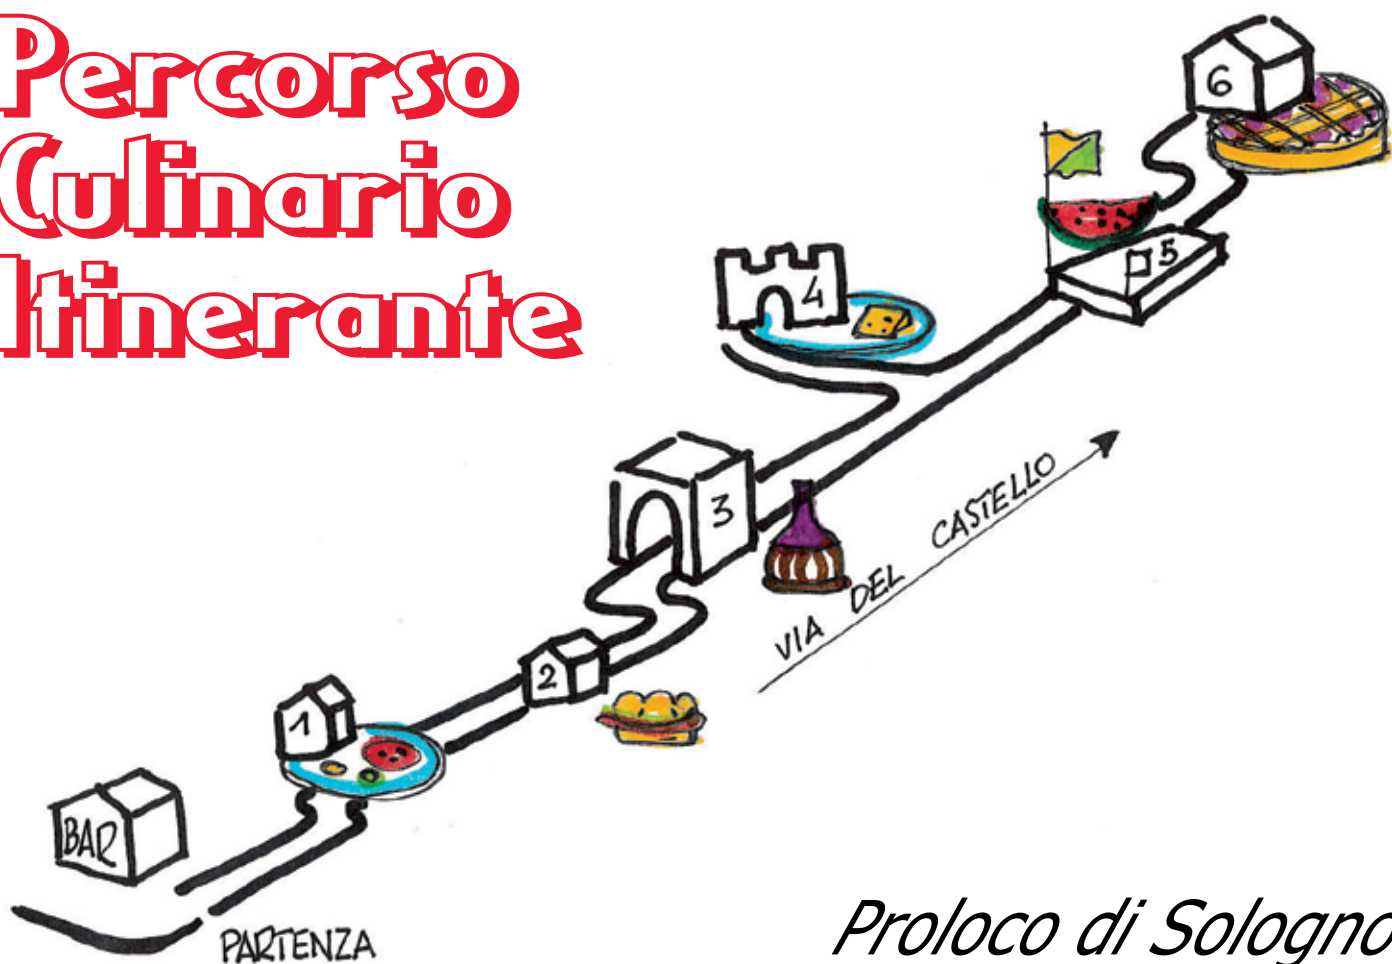 Percorso
Culinario
Itinerante
6
5
4
3
VIA DEL CASTELLO
2
1
BAR
PARTENZA
Proloco di Sologno